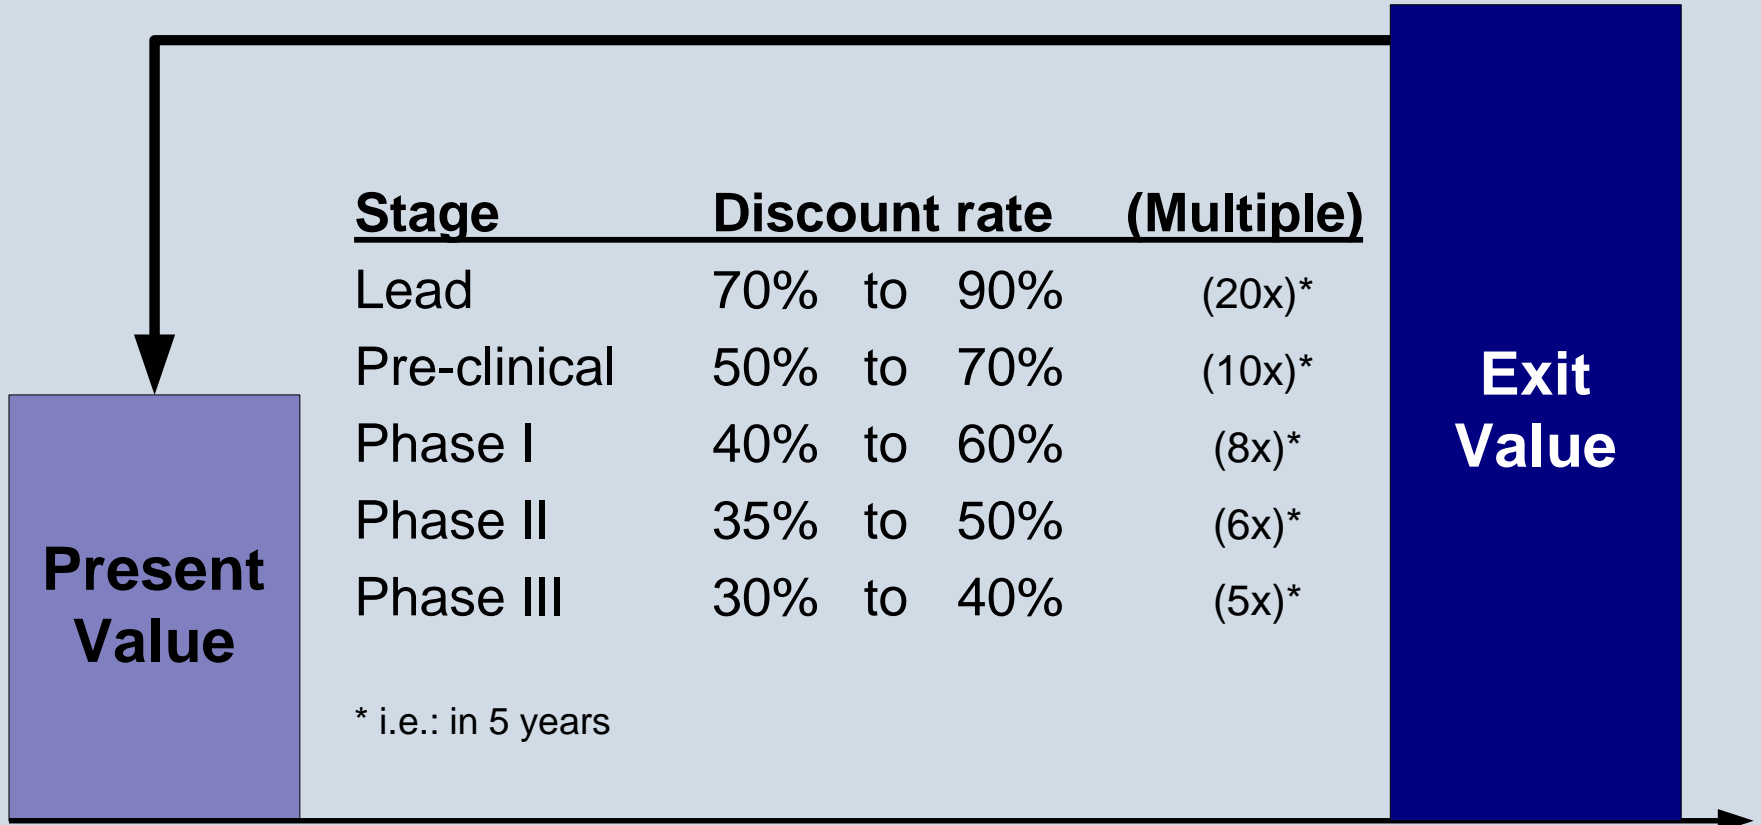 Stage Discount rate (Multiple)
Lead 70% to 90% (20x)*
Pre-clinical 50% to 70% (10x)*
Phase I 40% to 60% (8x)*
Phase II 35% to 50% (6x)*
Phase III 30% to 40% (5x)*
* i.e.: in 5 years
Present
Value
Exit
Value